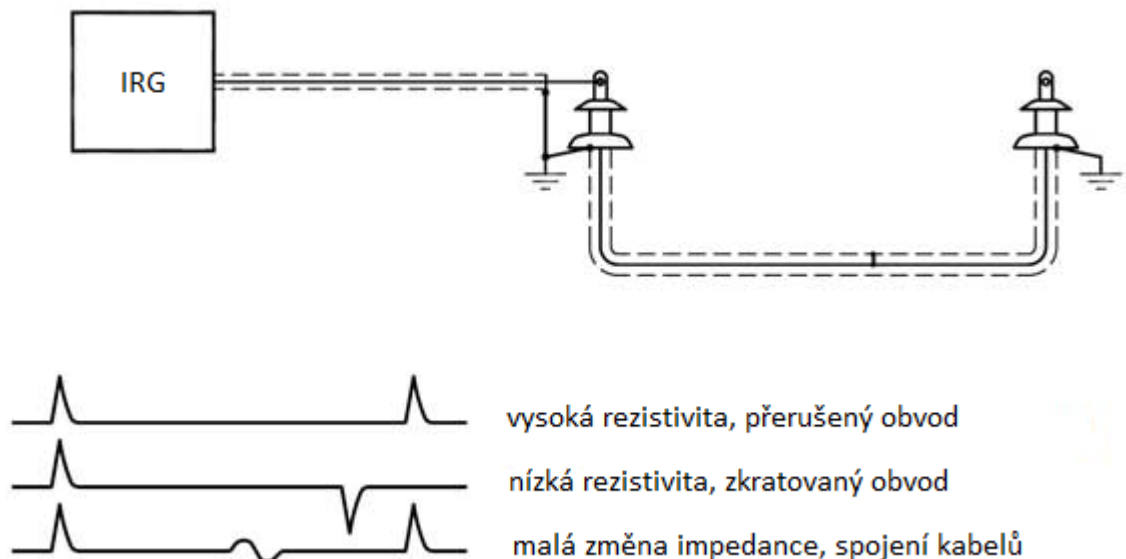 IRG
vysoká rezistivita, přerušený obvod
nízká rezistivita, zkratovaný obvod
malá změna impedance, spojení kabelů